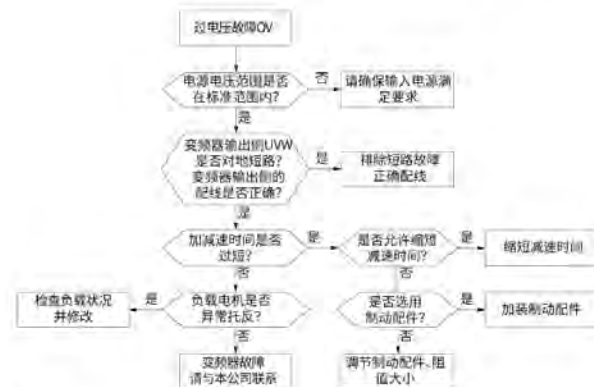 过电压故障OV
电源电压范围是否
在标准范围内?
否
请确保输入电源满
足要求
是
变频器输出侧UVW
是否对地短路?
变频器输出侧的
配线是否正确?
是
排除短路故障
正确配线
是
加减速时间是否
过短?
是
是否允许缩短
减速时间?
是
缩短减速时间
否
否
检查负载状况
并修改
是
负载电机是否
异常托反?
是否选用
制动配件?
是
加装制动配件
否
否
变频器故障
请与本公司联系
调节制动配件、阻
值大小